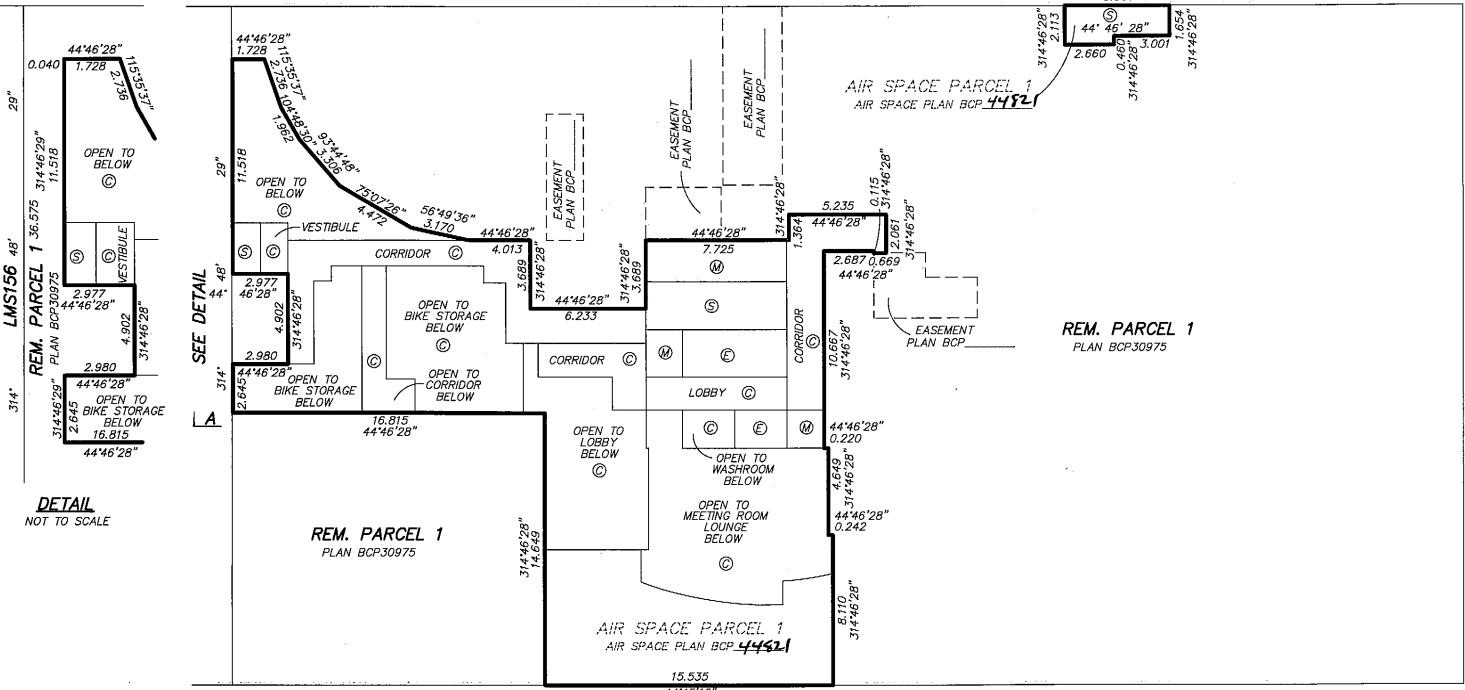 44°46'28"
0.040
1.728
115°35'37"
2.736
29"
OPEN TO
BELOW
C
314°46'29"
11.518
36.575
LMS156 48'
REM. PARCEL 1
PLAN BCP30975
S
C
VESTIBULE
2.977
44°46'28"
4.902
314°46'28"
2.980
44°46'28"
314°
314°46'29"
2.645
OPEN TO
BIKE STORAGE
BELOW
16.815
44°46'28"
DETAIL
NOT TO SCALE
44°46'28"
1.728
115°35'37"
2.736
104°48'30"
1.962
93°44'48"
3.306
75°07'26"
4.472
56°49'36"
3.170
29"
11.518
OPEN TO
BELOW
C
VESTIBULE
S
C
SEE DETAIL
44° 48'
314°
2.977
46'28"
4.902
314°46'28"
2.980
44°46'28"
2.645
A
CORRIDOR C
OPEN TO
BIKE STORAGE
BELOW
C
C
OPEN TO
BIKE STORAGE
BELOW
OPEN TO
CORRIDOR
BELOW
16.815
44°46'28"
44°46'28"
4.013
3.689
314°46'28"
44°46'28"
6.233
314°46'28"
3.689
EASEMENT
PLAN BCP
EASEMENT
PLAN BCP
EASEMENT
PLAN BCP
44°46'28"
7.725
314°46'28"
1.364
5.235
44°46'28"
0.115
314°46'28"
2.061
314°46'28"
2.687
0.669
44°46'28"
EASEMENT
PLAN BCP
M
S
M
E
CORRIDOR C
CORRIDOR C
10.667
314°46'28"
LOBBY C
C
E
M
44°46'28"
0.220
OPEN TO
LOBBY
BELOW
C
OPEN TO
WASHROOM
BELOW
4.649
314°46'28"
44°46'28"
0.242
OPEN TO
MEETING ROOM
LOUNGE
BELOW
C
REM. PARCEL 1
PLAN BCP30975
314°46'28"
14.649
8.110
314°46'28"
AIR SPACE PARCEL 1
AIR SPACE PLAN BCP 44821
15.535
314°46'28"
2.113
S
44° 46' 28"
2.660
0.460
314°46'28"
3.001
1.654
314°46'28"
AIR SPACE PARCEL 1
AIR SPACE PLAN BCP 44821
REM. PARCEL 1
PLAN BCP30975